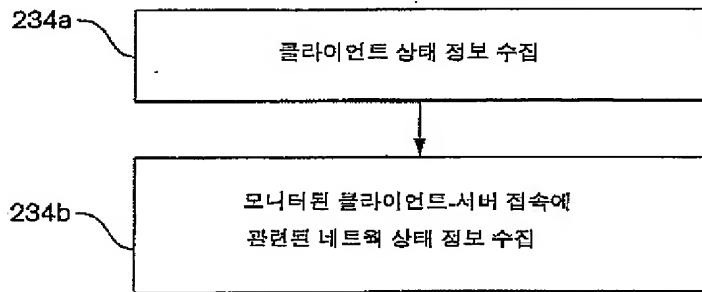 234a
클라이언트 상태 정보 수집
234b
모니터된 클라이언트-서버 접속에
관련된 네트웍 상태 정보 수집